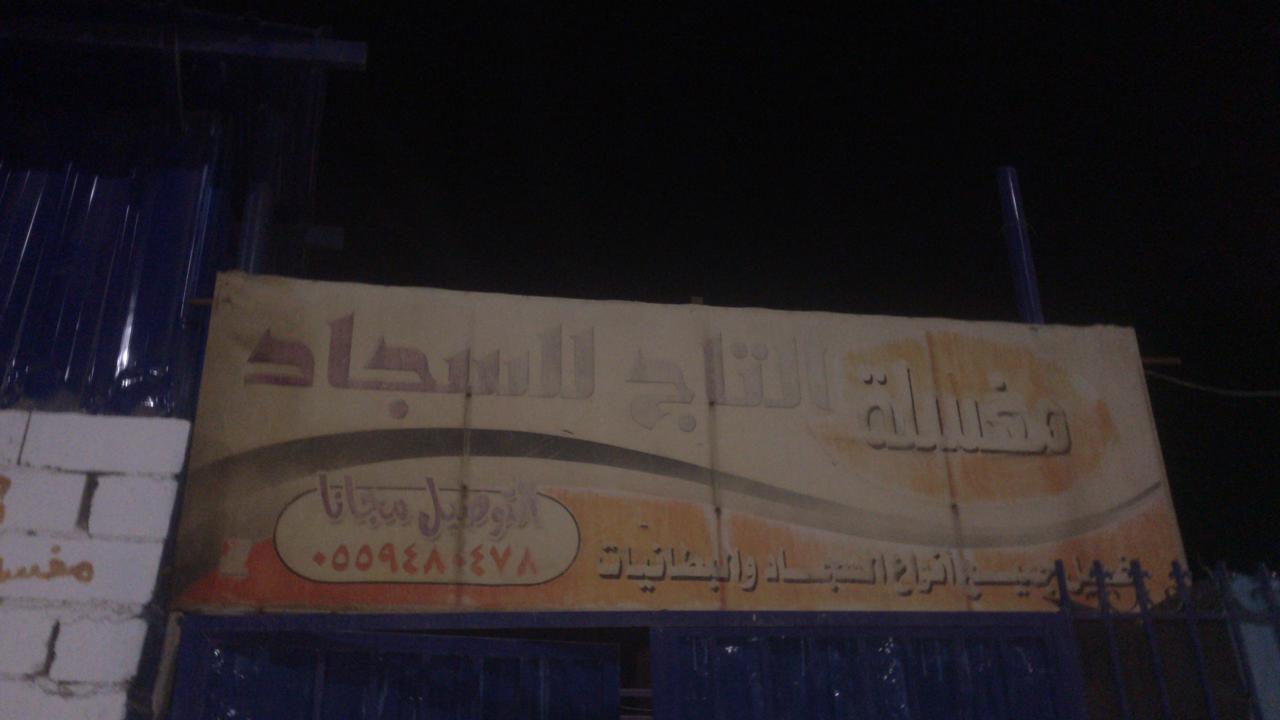 مغسلة التاج للسجاد
التوصيل مجانا
٠٥٥٩٤٨٠٤٧٨
غسيل جميع أنواع السجاد والبطانيات